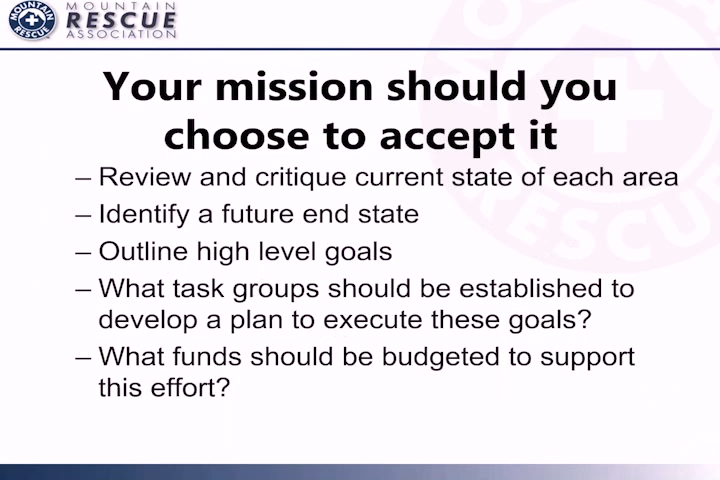 MOUNTAIN
RESCUE
ASSOCIATION
MOUNTAIN
RESCUE
Your mission should you
choose to accept it
– Review and critique current state of each area
– Identify a future end state
– Outline high level goals
– What task groups should be established to
develop a plan to execute these goals?
– What funds should be budgeted to support
this effort?